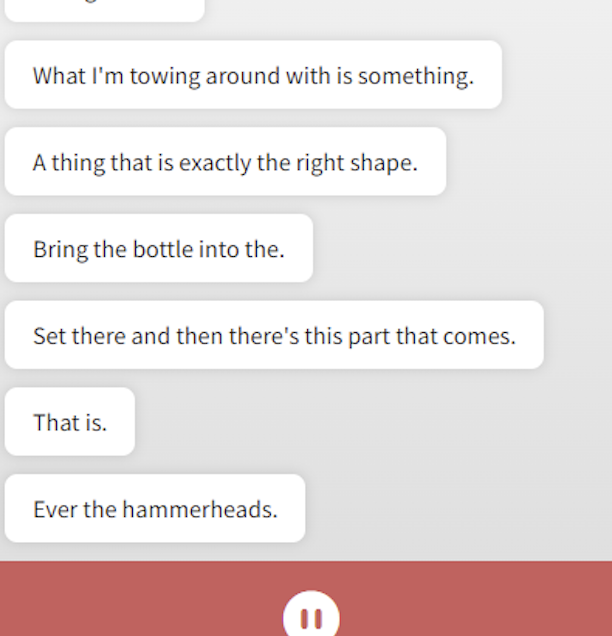 What I'm towing around with is something.
A thing that is exactly the right shape.
Bring the bottle into the.
Set there and then there's this part that comes.
That is.
Ever the hammerheads.